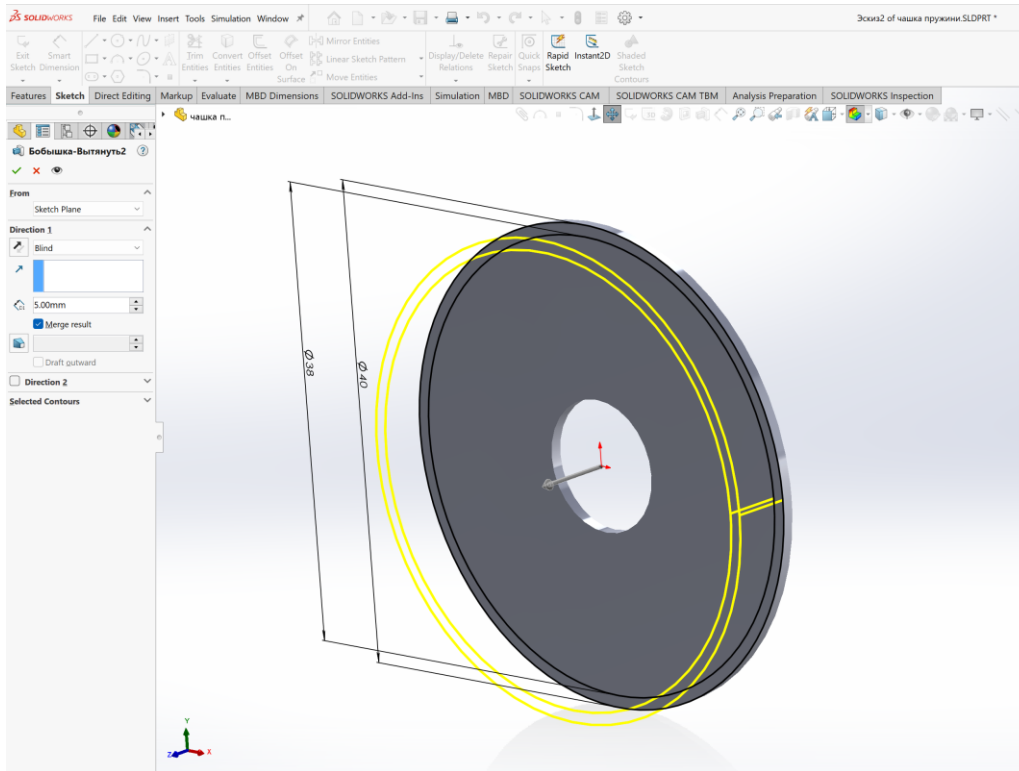 3S SOLIDWORKS File Edit View Insert Tools Simulation Window
Эскиз2 of чашка пружини.SLDPRT *
Exit Sketch
Smart Dimension
Trim Entities
Convert Entities
Offset Entities
Offset On Surface
Mirror Entities
Linear Sketch Pattern
Move Entities
Display/Delete Relations
Repair Sketch
Quick Snaps
Rapid Sketch
Instant2D
Shaded Sketch Contours
Features Sketch Direct Editing Markup Evaluate MBD Dimensions SOLIDWORKS Add-Ins Simulation MBD SOLIDWORKS CAM SOLIDWORKS CAM TBM Analysis Preparation SOLIDWORKS Inspection
чашка п...
Бобышка-Вытянуть2
From
Sketch Plane
Direction 1
Blind
5.00mm
Merge result
Draft outward
Direction 2
Selected Contours
Ø38
Ø40
Y
Z
X